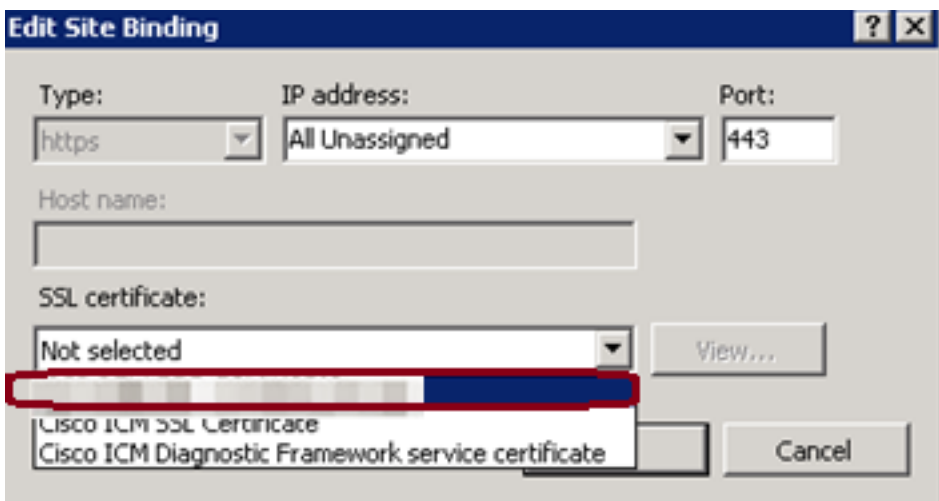 Edit Site Binding
Type: IP address: Port:
https All Unassigned 443
Host name:
SSL certificate:
Not selected View...
Cisco ICM SSL Certificate
Cisco ICM Diagnostic Framework service certificate
Cancel